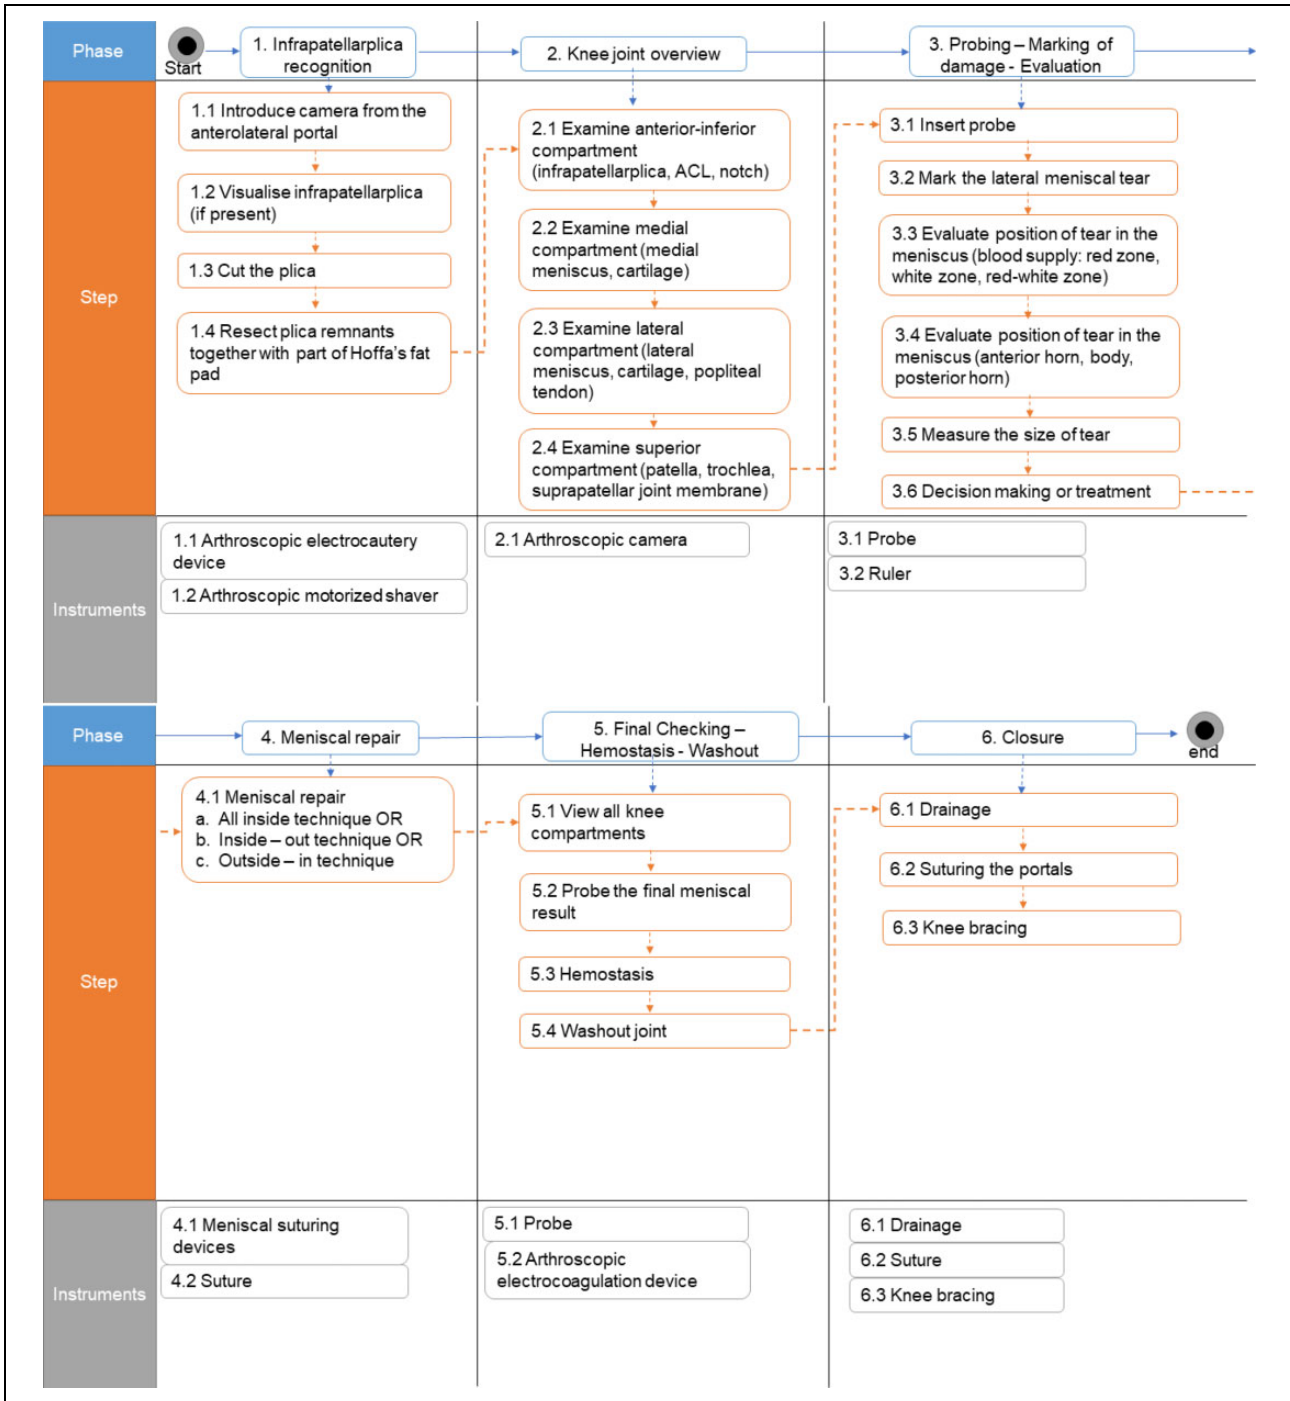 Phase
Start
1. Infrapatellarplica
recognition
2. Knee joint overview
3. Probing – Marking of
damage - Evaluation
Step
1.1 Introduce camera from the
anterolateral portal
1.2 Visualise infrapatellarplica
(if present)
1.3 Cut the plica
1.4 Resect plica remnants
together with part of Hoffa's fat
pad
2.1 Examine anterior-inferior
compartment
(infrapatellarplica, ACL, notch)
2.2 Examine medial
compartment (medial
meniscus, cartilage)
2.3 Examine lateral
compartment (lateral
meniscus, cartilage, popliteal
tendon)
2.4 Examine superior
compartment (patella, trochlea,
suprapatellar joint membrane)
3.1 Insert probe
3.2 Mark the lateral meniscal tear
3.3 Evaluate position of tear in the
meniscus (blood supply: red zone,
white zone, red-white zone)
3.4 Evaluate position of tear in the
meniscus (anterior horn, body,
posterior horn)
3.5 Measure the size of tear
3.6 Decision making or treatment
Instruments
1.1 Arthroscopic electrocautery
device
1.2 Arthroscopic motorized shaver
2.1 Arthroscopic camera
3.1 Probe
3.2 Ruler
Phase
4. Meniscal repair
5. Final Checking –
Hemostasis - Washout
6. Closure
end
Step
4.1 Meniscal repair
a. All inside technique OR
b. Inside – out technique OR
c. Outside – in technique
5.1 View all knee
compartments
5.2 Probe the final meniscal
result
5.3 Hemostasis
5.4 Washout joint
6.1 Drainage
6.2 Suturing the portals
6.3 Knee bracing
Instruments
4.1 Meniscal suturing
devices
4.2 Suture
5.1 Probe
5.2 Arthroscopic
electrocoagulation device
6.1 Drainage
6.2 Suture
6.3 Knee bracing